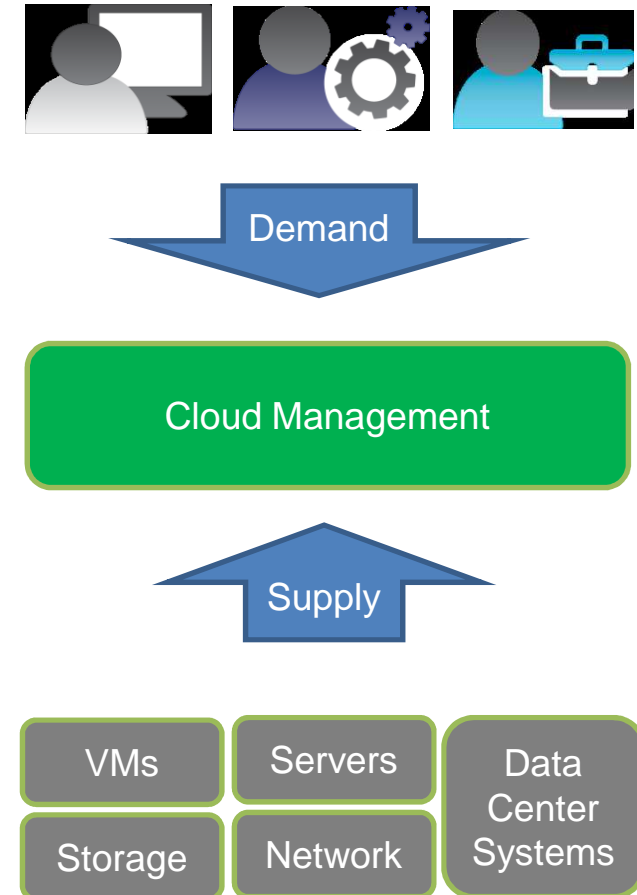 Demand
Cloud Management
Supply
VMs
Servers
Data
Center
Systems
Storage
Network